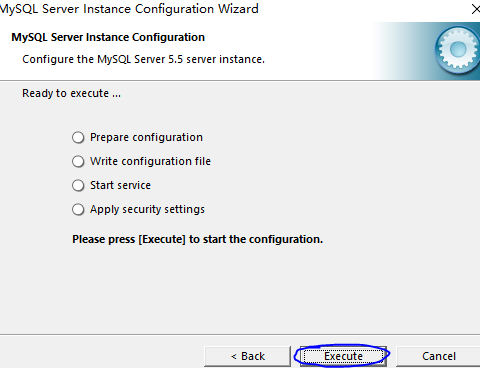 MySQL Server Instance Configuration Wizard
MySQL Server Instance Configuration
Configure the MySQL Server 5.5 server instance.
Ready to execute ...
Prepare configuration
Write configuration file
Start service
Apply security settings
Please press [Execute] to start the configuration.
< Back
Execute
Cancel